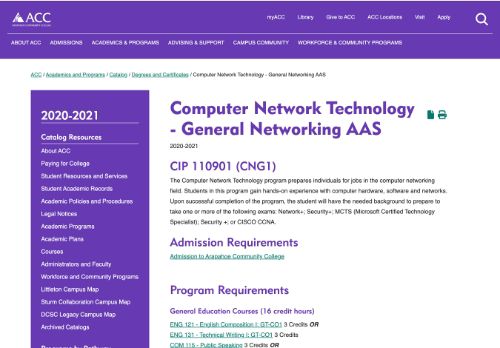 ACC
myACC Library Give to ACC ACC Locations Visit Apply
ABOUT ACC ADMISSIONS ACADEMICS & PROGRAMS ADVISING & SUPPORT CAMPUS COMMUNITY WORKFORCE & COMMUNITY PROGRAMS
ACC / Academics and Programs / Catalog / Degrees and Certificates / Computer Network Technology - General Networking AAS
2020-2021
Catalog Resources
About ACC
Paying for College
Student Resources and Services
Student Academic Records
Academic Policies and Procedures
Legal Notices
Academic Programs
Academic Plans
Courses
Administrators and Faculty
Workforce and Community Programs
Littleton Campus Map
Sturm Collaboration Campus Map
DCSC Legacy Campus Map
Archived Catalogs
Computer Network Technology
- General Networking AAS
2020-2021
CIP 110901 (CNG1)
The Computer Network Technology program prepares individuals for jobs in the computer networking
field. Students in this program gain hands-on experience with computer hardware, software and networks.
Upon successful completion of the program, the student will have the needed background to prepare to
take one or more of the following exams: Network+; Security+; MCTS (Microsoft Certified Technology
Specialist); Security +; or CISCO CCNA.
Admission Requirements
Admission to Arapahoe Community College
Program Requirements
General Education Courses (16 credit hours)
ENG 121 - English Composition I: GT-CO1 3 Credits OR
ENG 131 - Technical Writing I: GT-CO1 3 Credits
COM 115 - Public Speaking 3 Credits OR